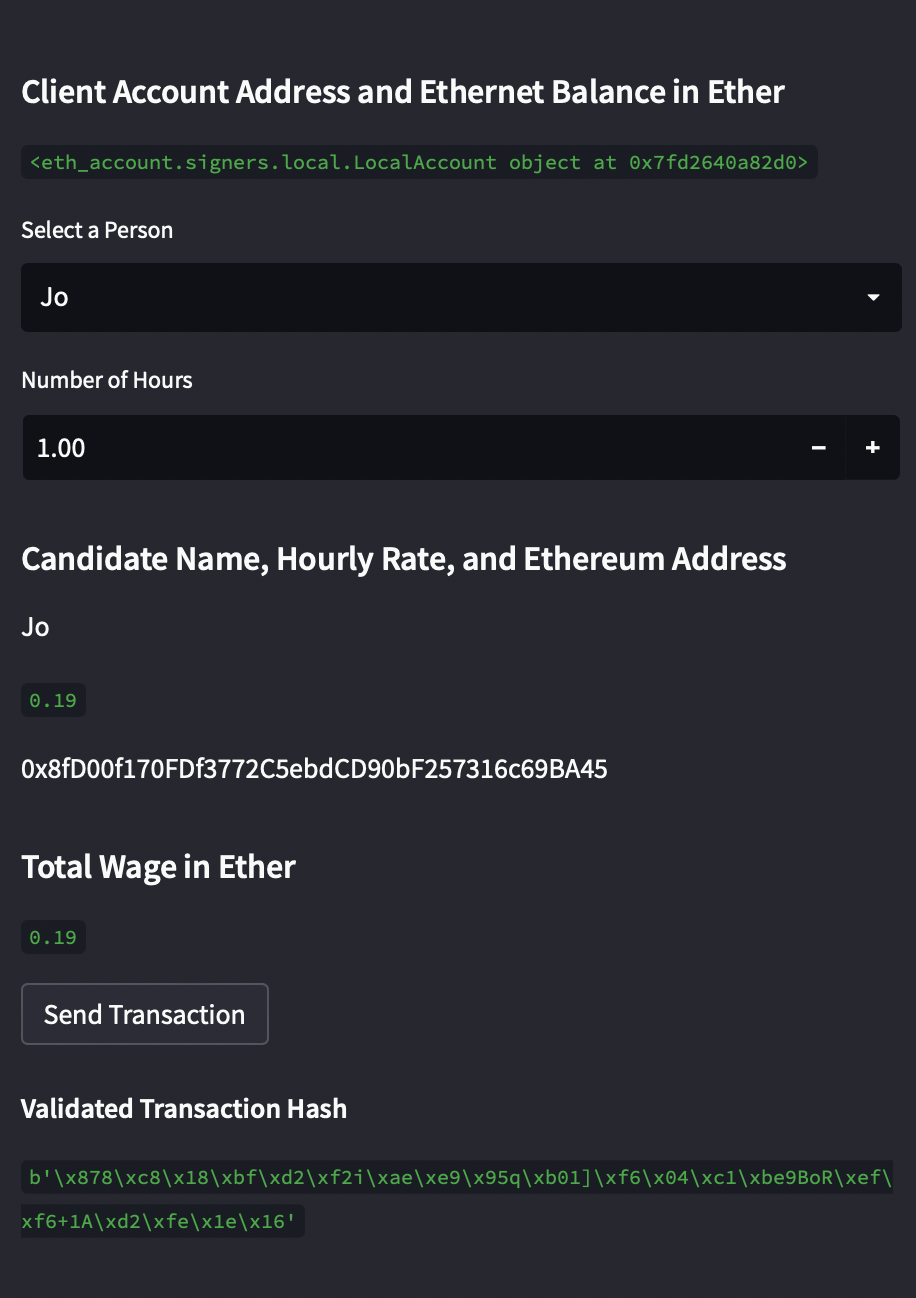 Client Account Address and Ethernet Balance in Ether
<eth_account.signers.local.LocalAccount object at 0x7fd2640a82d0>
Select a Person
Jo
Number of Hours
1.00
Candidate Name, Hourly Rate, and Ethereum Address
Jo
0.19
0x8fD00f170FDf3772C5ebdCD90bF257316c69BA45
Total Wage in Ether
0.19
Send Transaction
Validated Transaction Hash
b'\x878\xc8\x18\xbf\xd2\xf2i\xae\xe9\x95q\xb01]\xf6\x04\xc1\xbe9BoR\xef\
xf6+1A\xd2\xfe\x1e\x16'